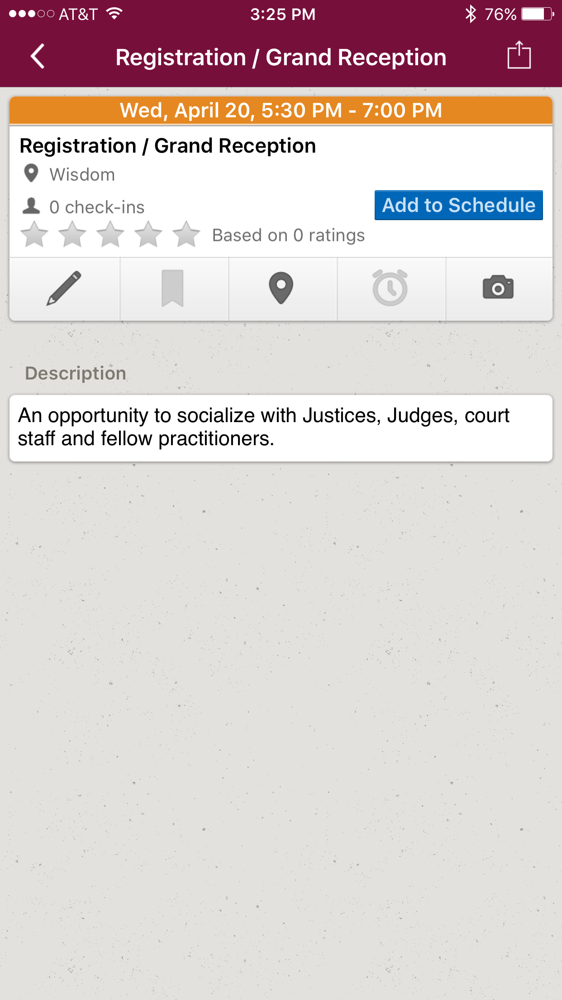 AT&T 3:25 PM 76%
Registration / Grand Reception
Wed, April 20, 5:30 PM - 7:00 PM
Registration / Grand Reception
Wisdom
0 check-ins
Add to Schedule
Based on 0 ratings
Description
An opportunity to socialize with Justices, Judges, court
staff and fellow practitioners.